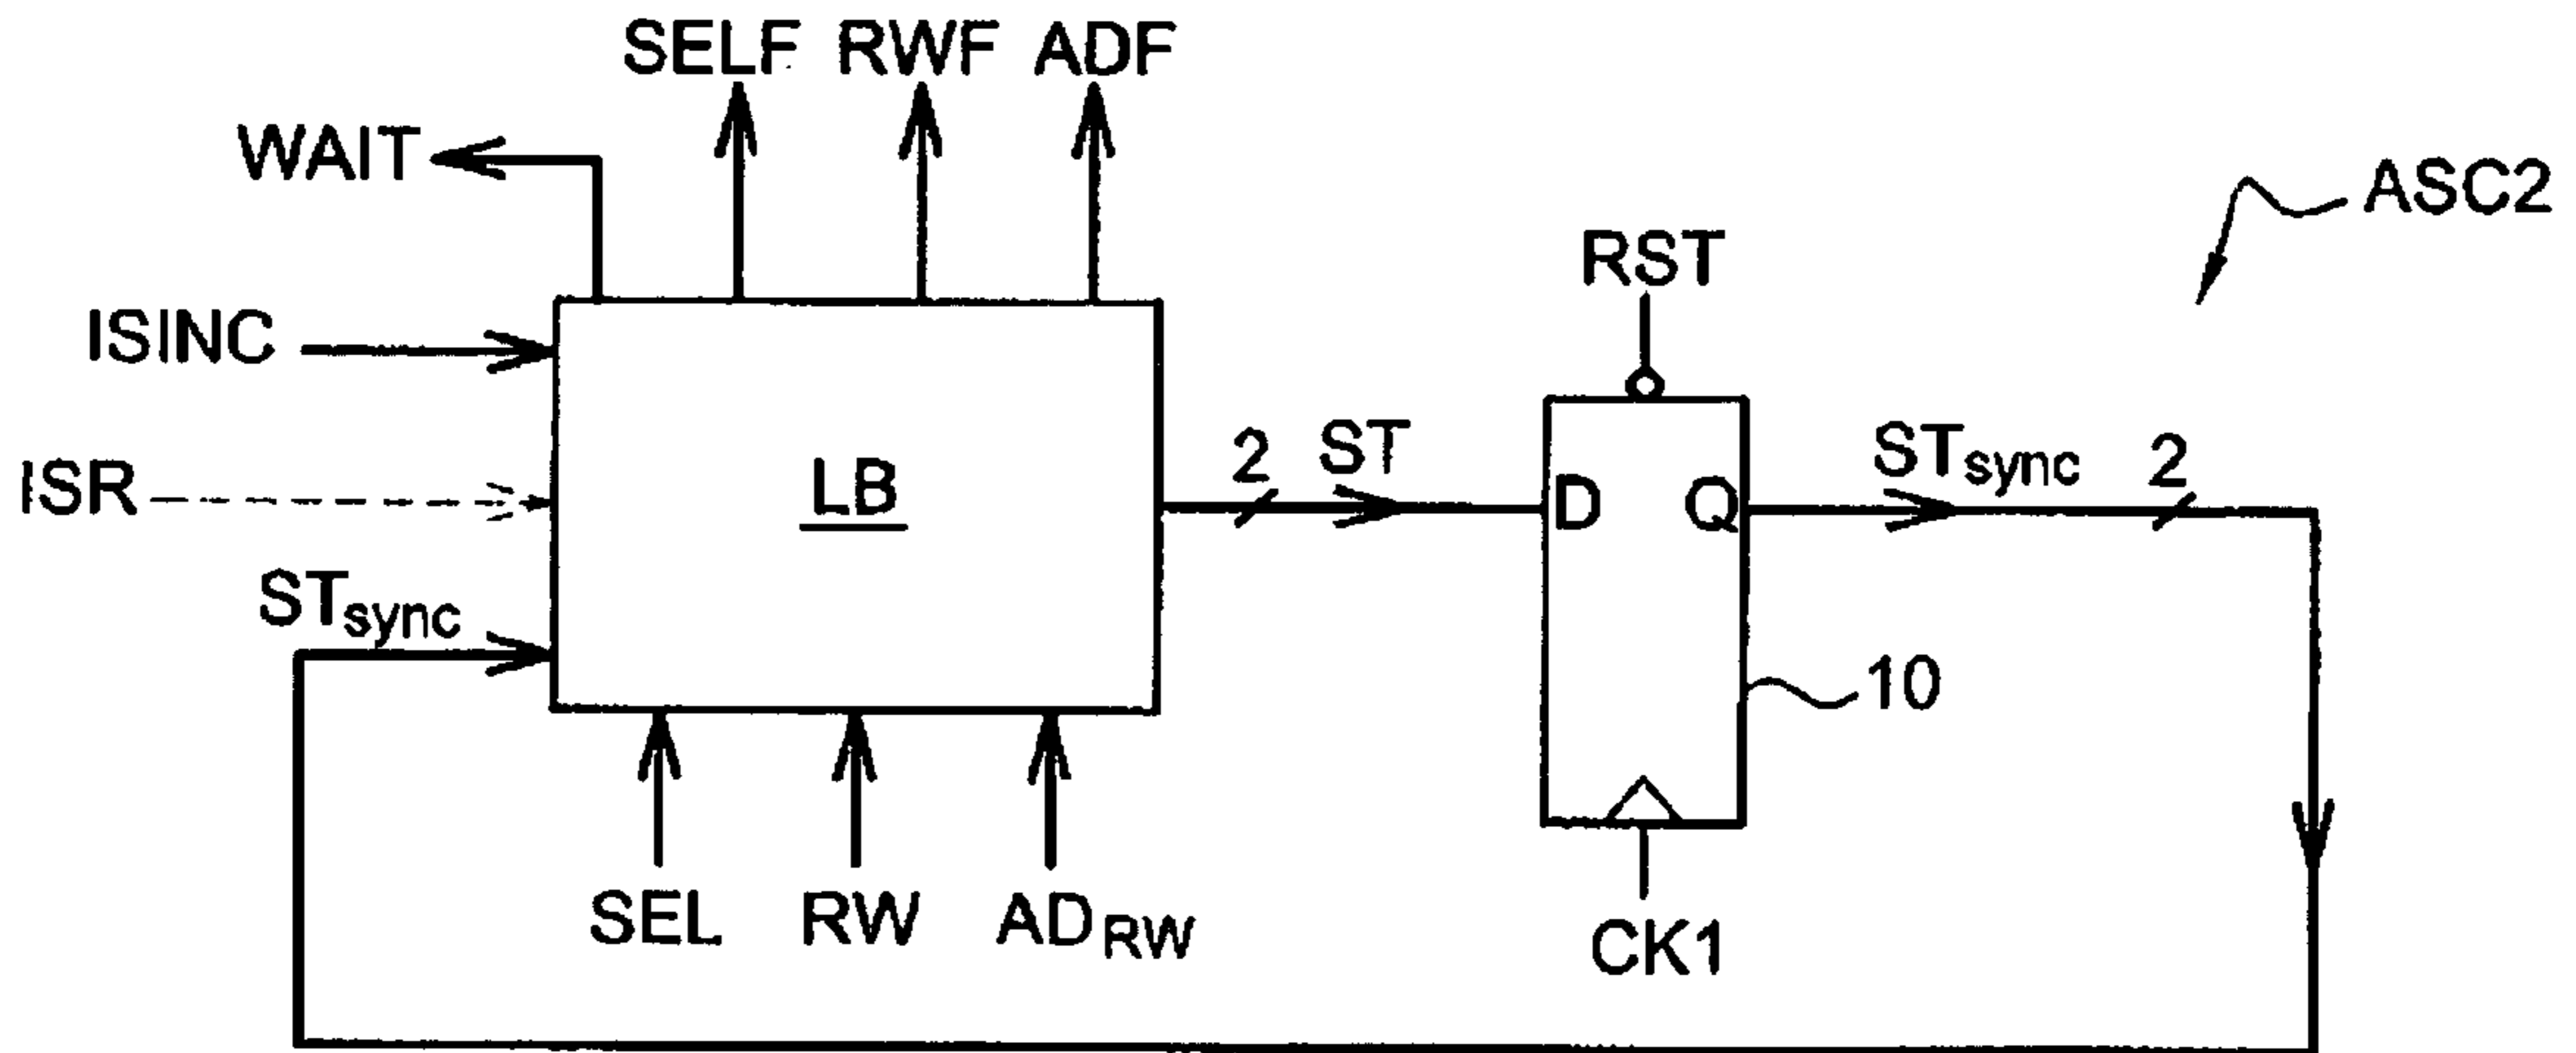 SELF RWF ADF
WAIT
ASC2
RST
ISINC
2 ST
STsync 2
ISR
LB
D Q
STsync
10
SEL RW ADRW
CK1